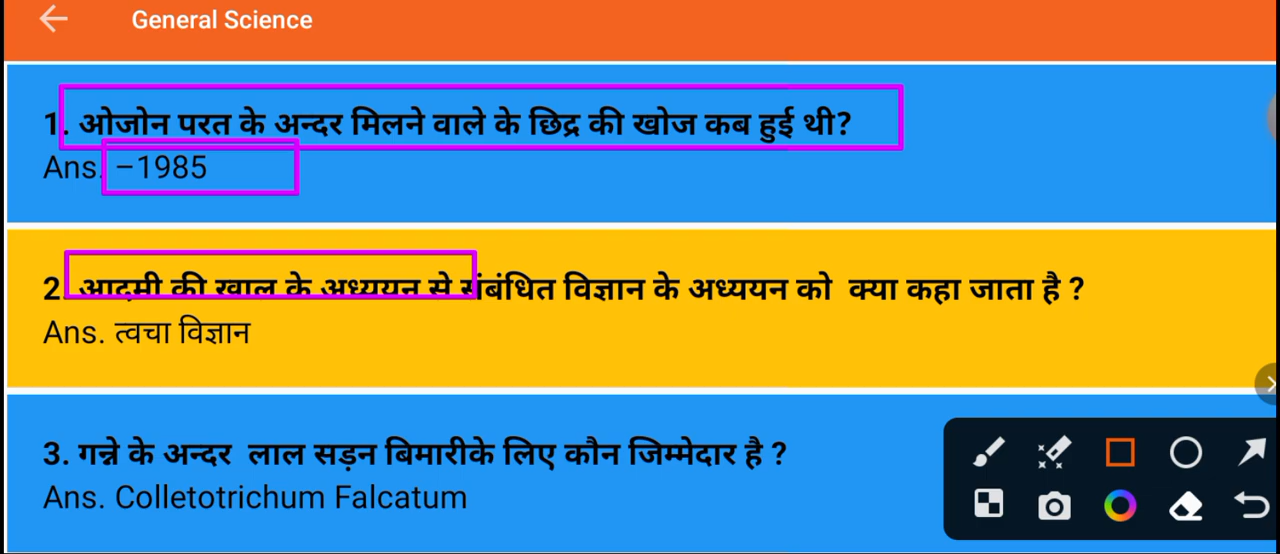 General Science
1. ओजोन परत के अन्दर मिलने वाले के छिद्र की खोज कब हुई थी?
Ans. –1985
2. आदमी की खाल के अध्ययन से संबंधित विज्ञान के अध्ययन को क्या कहा जाता है ?
Ans. त्वचा विज्ञान
3. गन्ने के अन्दर लाल सड़न बिमारीके लिए कौन जिम्मेदार है ?
Ans. Colletotrichum Falcatum